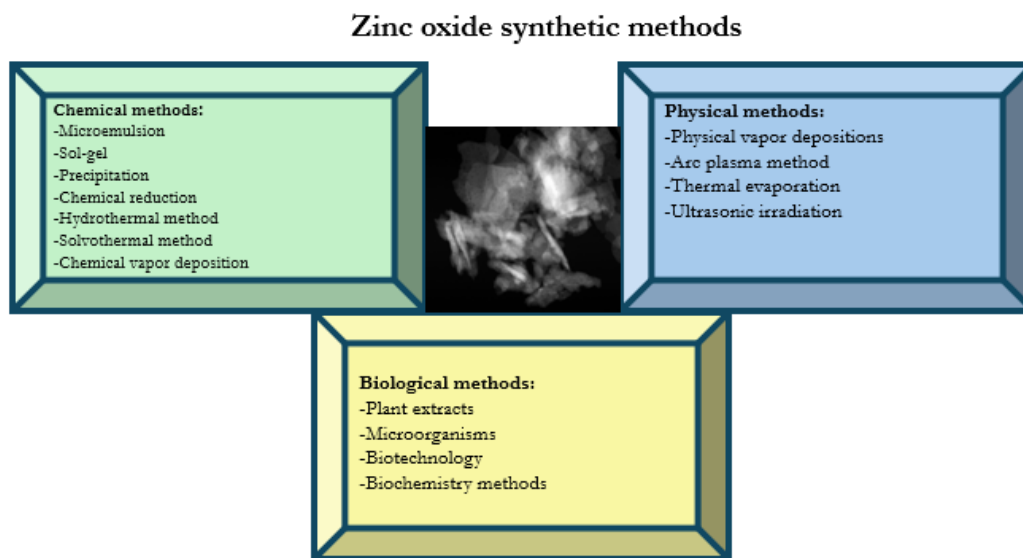 Zinc oxide synthetic methods
Chemical methods:
-Microemulsion
-Sol-gel
-Precipitation
-Chemical reduction
-Hydrothermal method
-Solvothermal method
-Chemical vapor deposition
Physical methods:
-Physical vapor depositions
-Arc plasma method
-Thermal evaporation
-Ultrasonic irradiation
Biological methods:
-Plant extracts
-Microorganisms
-Biotechnology
-Biochemistry methods